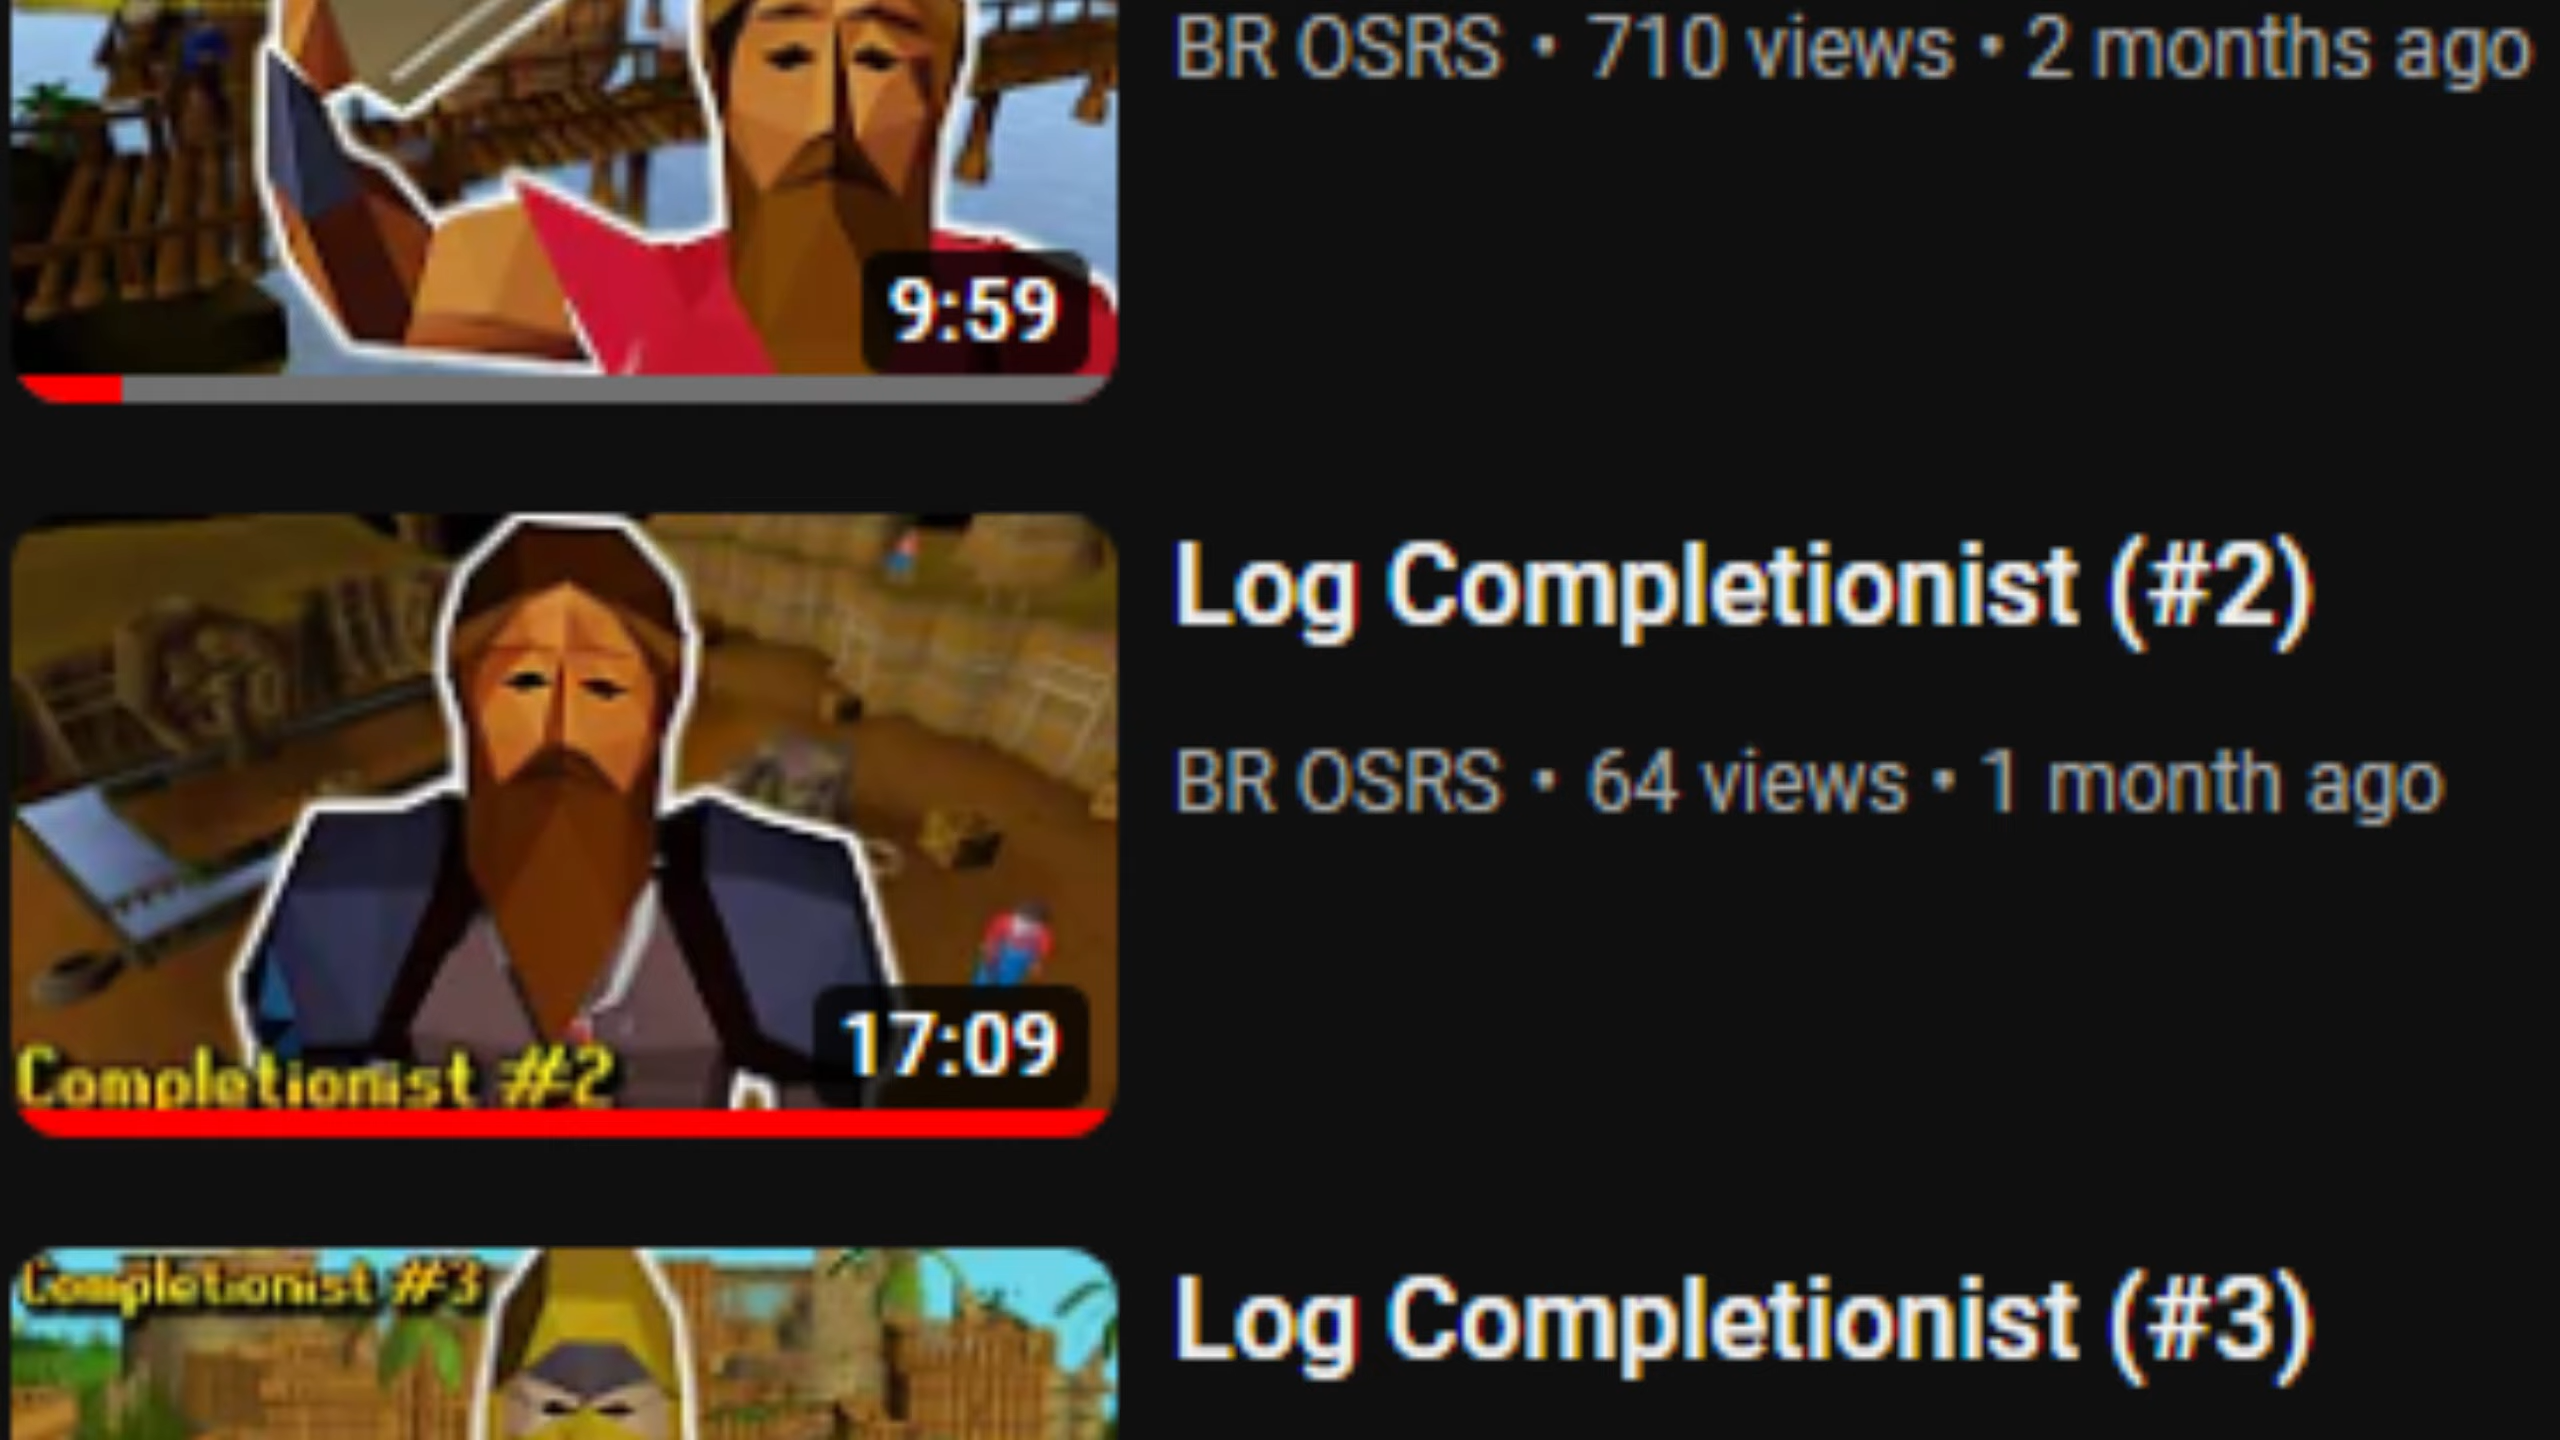 BR OSRS • 710 views • 2 months ago
9:59
Log Completionist (#2)
BR OSRS • 64 views • 1 month ago
17:09
Completionist #2
Completionist #3
Log Completionist (#3)